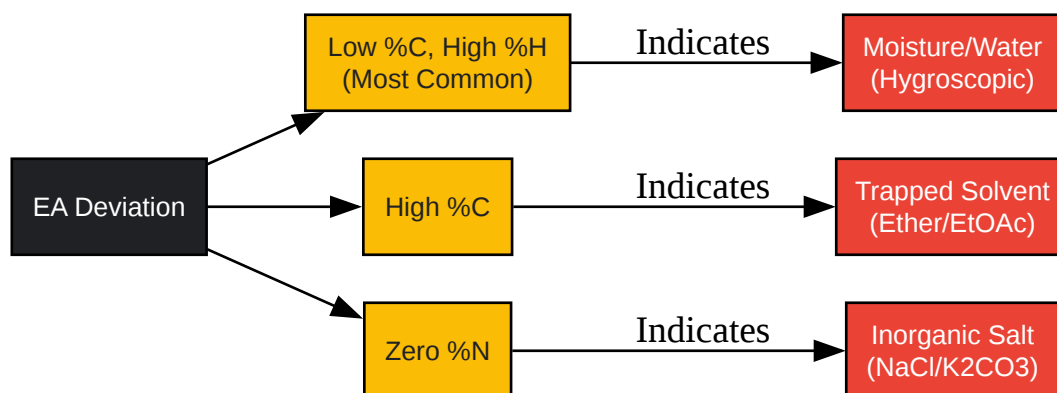 Low %C, High %H
(Most Common)
Indicates
Moisture/Water
(Hygroscopic)
EA Deviation
High %C
Indicates
Trapped Solvent
(Ether/EtOAc)
Zero %N
Indicates
Inorganic Salt
(NaCl/K2CO3)